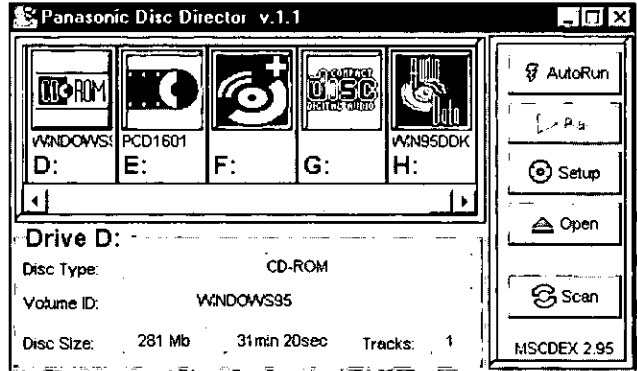 Panasonic Disc Director v.1.1
CD-ROM
COMPACT
disc
DIGITAL AUDIO
Audio
Data
WINDOWS9
PCD1601
WIN95DDK
D:
E:
F:
G:
H:
AutoRun
Setup
Open
Scan
MSCDEX 2.95
Drive D:
Disc Type: CD-ROM
Volume ID: WINDOWS95
Disc Size: 281 Mb 31min 20sec Tracks: 1